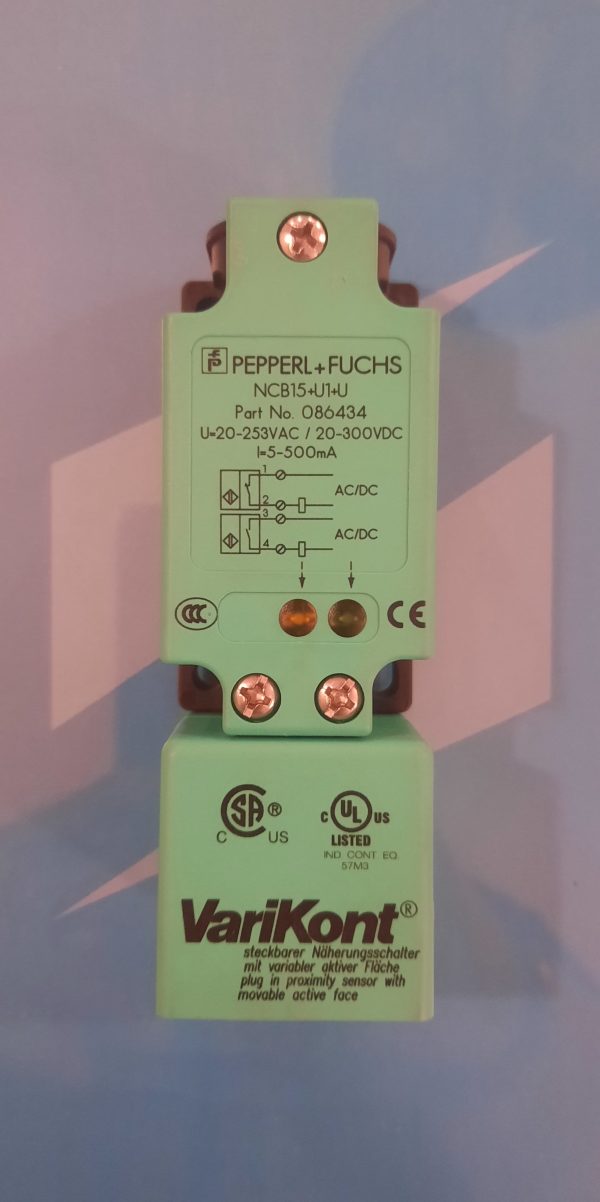 PEPPERL+FUCHS
NCB15+U1+U
Part No. 086434
U=20-253VAC / 20-300VDC
I=5-500mA
1
AC/DC
2
3
AC/DC
4
CCC
CE
SA®
C US
C UL US
LISTED
IND. CONT. EQ.
57M3
VariKont®
steckbarer Näherungsschalter
mit variabler aktiver Fläche
plug in proximity sensor with
movable active face